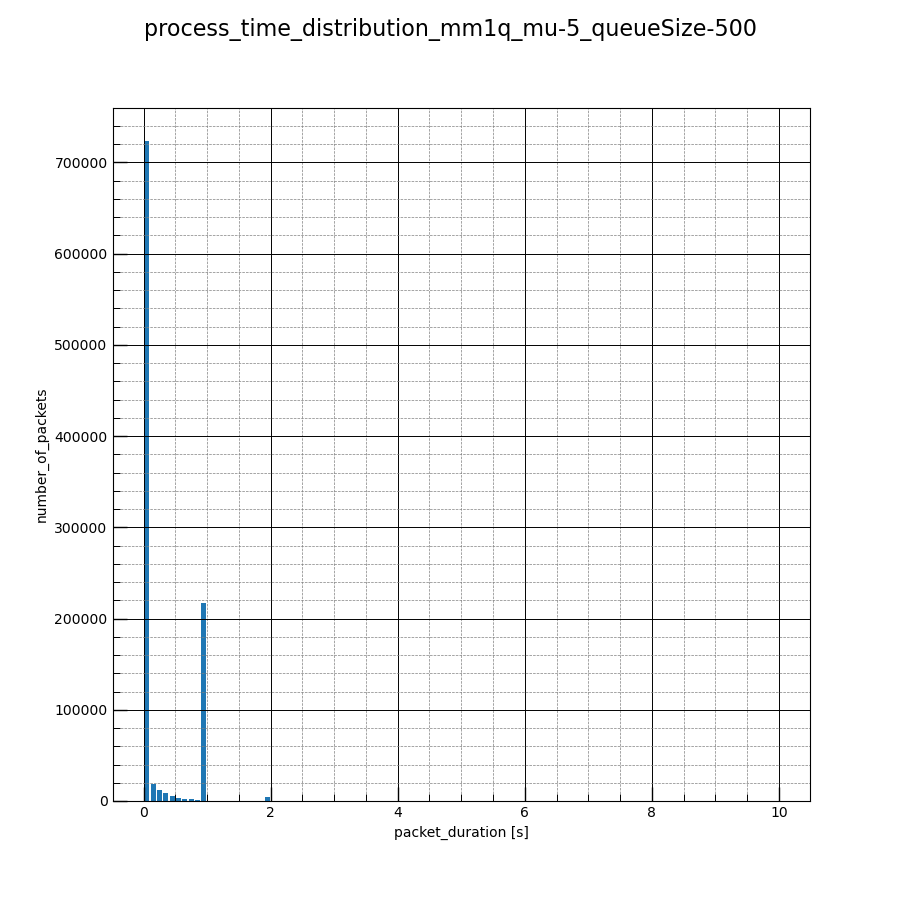 process_time_distribution_mm1q_mu-5_queueSize-500
700000
600000
500000
400000
300000
200000
100000
0
number_of_packets
0 2 4 6 8 10
packet_duration [s]